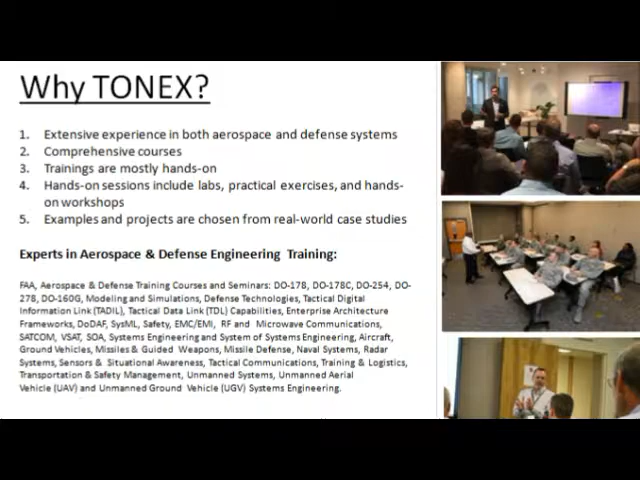 Why TONEX?
1. Extensive experience in both aerospace and defense systems
2. Comprehensive courses
3. Trainings are mostly hands-on
4. Hands-on sessions include labs, practical exercises, and hands-
on workshops
5. Examples and projects are chosen from real-world case studies
Experts in Aerospace & Defense Engineering Training:
FAA, Aerospace & Defense Training Courses and Seminars: DO-178, DO-178C, DO-254, DO-
278, DO-160G, Modeling and Simulations, Defense Technologies, Tactical Digital
Information Link (TADIL), Tactical Data Link (TDL) Capabilities, Enterprise Architecture
Frameworks, DoDAF, SysML, Safety, EMC/EMI, RF and Microwave Communications,
SATCOM, VSAT, SOA, Systems Engineering and System of Systems Engineering, Aircraft,
Ground Vehicles, Missiles & Guided Weapons, Missile Defense, Naval Systems, Radar
Systems, Sensors & Situational Awareness, Tactical Communications, Training & Logistics,
Transportation & Safety Management, Unmanned Systems, Unmanned Aerial
Vehicle (UAV) and Unmanned Ground Vehicle (UGV) Systems Engineering.